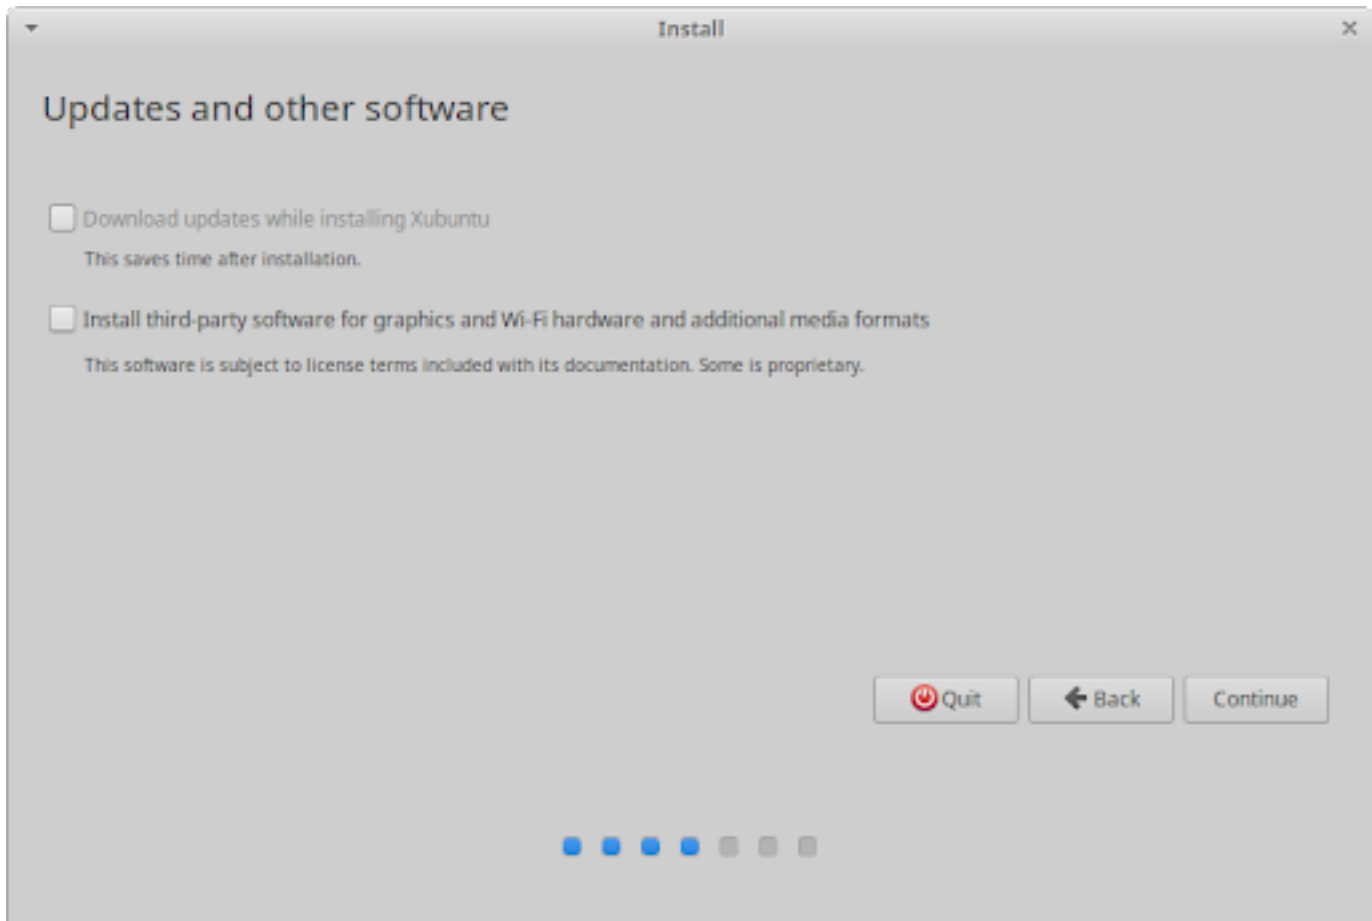 Install
Updates and other software
Download updates while installing Xubuntu
This saves time after installation.
Install third-party software for graphics and Wi-Fi hardware and additional media formats
This software is subject to license terms included with its documentation. Some is proprietary.
Quit Back Continue